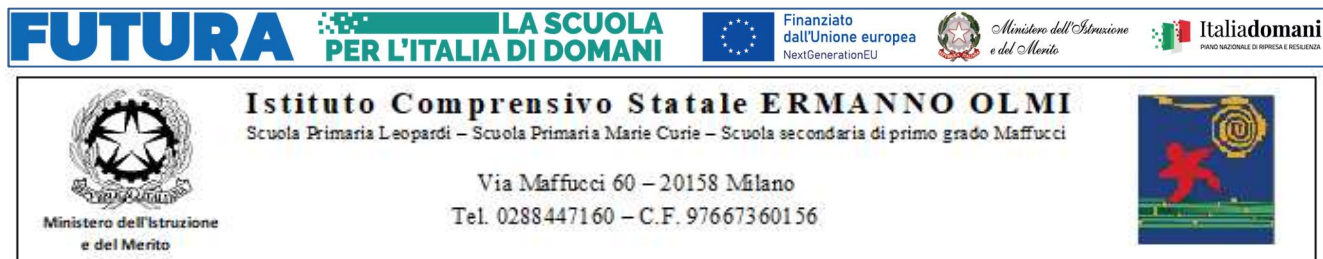 FUTURA
LA SCUOLA
PER L'ITALIA DI DOMANI
Finanziato
dall'Unione europea
NextGenerationEU
Ministero dell'Istruzione
e del Merito
Italiadomani
PIANO NAZIONALE DI RIPRESA E RESILIENZA
Istituto Comprensivo Statale ERMANNO OLMI
Scuola Primaria Leopardi – Scuola Primaria Marie Curie – Scuola secondaria di primo grado Maffucci
Via Maffucci 60 – 20158 Milano
Tel. 0288447160 – C.F. 97667360156
Ministero dell'Istruzione
e del Merito